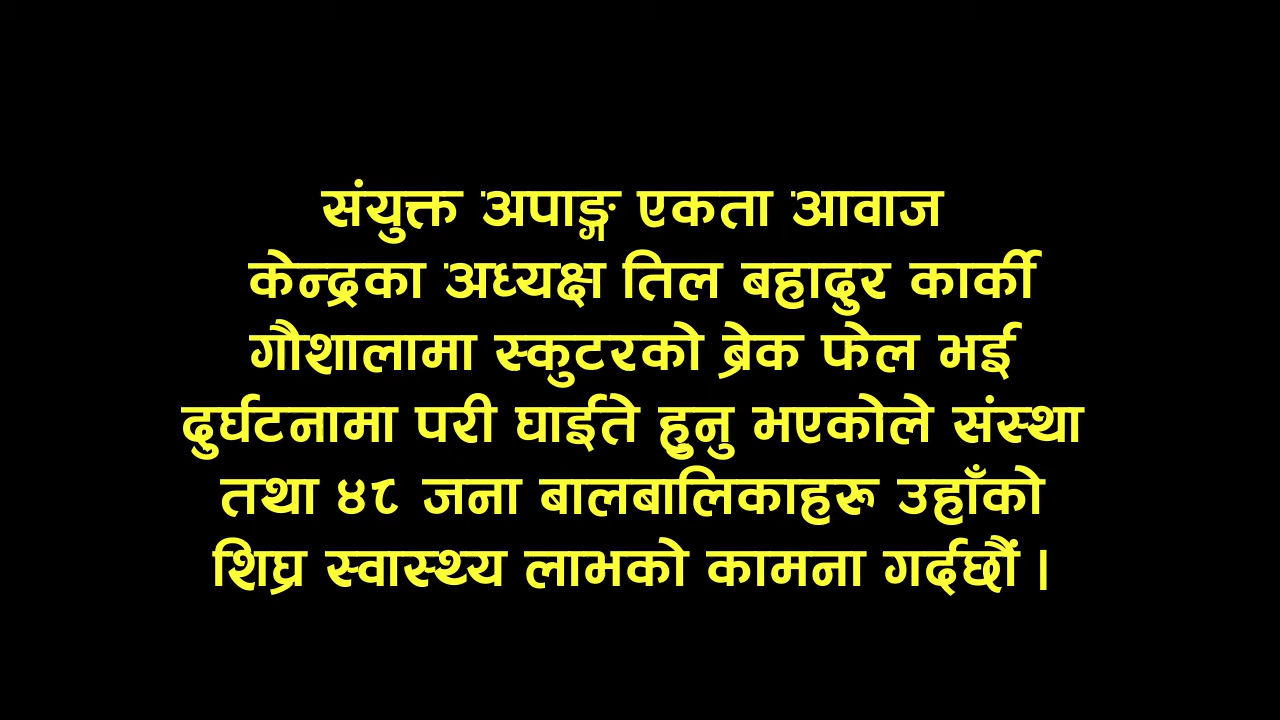 संयुक्त अपाङ्ग एकता आवाज
केन्द्रका अध्यक्ष तिल बहादुर कार्की
गौशालामा स्कुटरको ब्रेक फेल भई
दुर्घटनामा परी घाईते हुनु भएकोले संस्था
तथा ४८ जना बालबालिकाहरू उहाँको
शिघ्र स्वास्थ्य लाभको कामना गर्दछौं ।